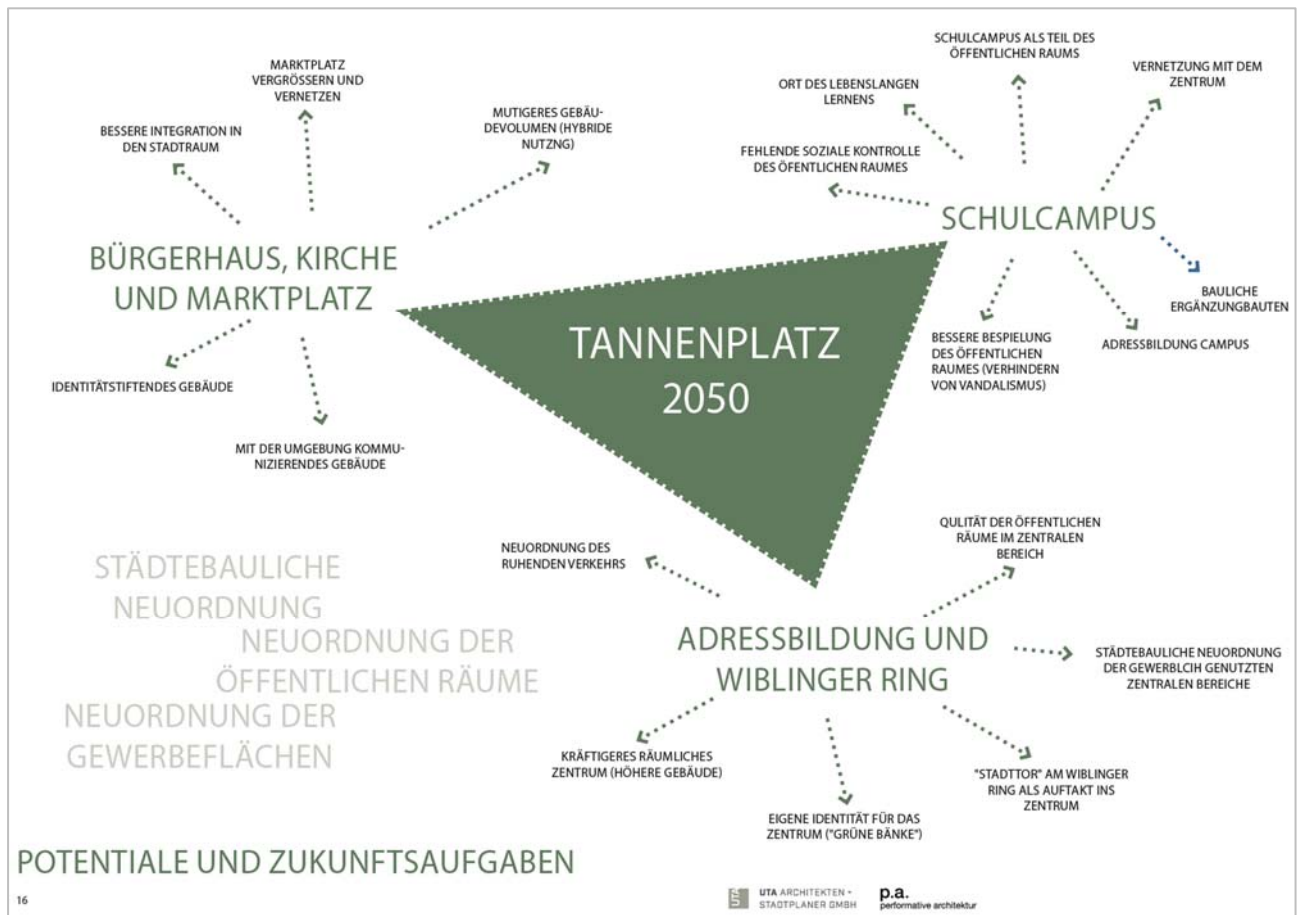 MARKTPLATZ
VERGRÖSSERN UND
VERNETZEN
BESSERE INTEGRATION IN
DEN STADTRAUM
MUTIGERES GEBÄU-
DEVOLUMEN (HYBRIDE
NUTZNG)
BÜRGERHAUS, KIRCHE
UND MARKTPLATZ
IDENTITÄTSTIFTENDES GEBÄUDE
MIT DER UMGEBUNG KOMMU-
NIZIERENDES GEBÄUDE
SCHULCAMPUS ALS TEIL DES
ÖFFENTLICHEN RAUMS
ORT DES LEBENSLANGEN
LERNENS
VERNETZUNG MIT DEM
ZENTRUM
FEHLENDE SOZIALE KONTROLLE
DES ÖFENTLICHEN RAUMES
SCHULCAMPUS
BAULICHE
ERGÄNZUNGBAUTEN
BESSERE BESPIELUNG
DES ÖFFENTLICHEN
RAUMES (VERHINDERN
VON VANDALISMUS)
ADRESSBILDUNG CAMPUS
TANNENPLATZ
2050
NEUORDNUNG DES
RUHENDEN VERKEHRS
QULITÄT DER ÖFFENTLICHEN
RÄUME IM ZENTRALEN
BEREICH
ADRESSBILDUNG UND
WIBLINGER RING
STÄDTEBAULICHE NEUORDNUNG
DER GEWERBLCIH GENUTZTEN
ZENTRALEN BEREICHE
KRÄFTIGERES RÄUMLICHES
ZENTRUM (HÖHERE GEBÄUDE)
EIGENE IDENTITÄT FÜR DAS
ZENTRUM ("GRÜNE BÄNKE")
"STADTTOR" AM WIBLINGER
RING ALS AUFTAKT INS
ZENTRUM
STÄDTEBAULICHE
NEUORDNUNG
NEUORDNUNG DER
ÖFFENTLICHEN RÄUME
NEUORDNUNG DER
GEWERBEFLÄCHEN
POTENTIALE UND ZUKUNFTSAUFGABEN
16
UTA
UTA ARCHITEKTEN +
STADTPLANER GMBH
p.a.
performative architektur